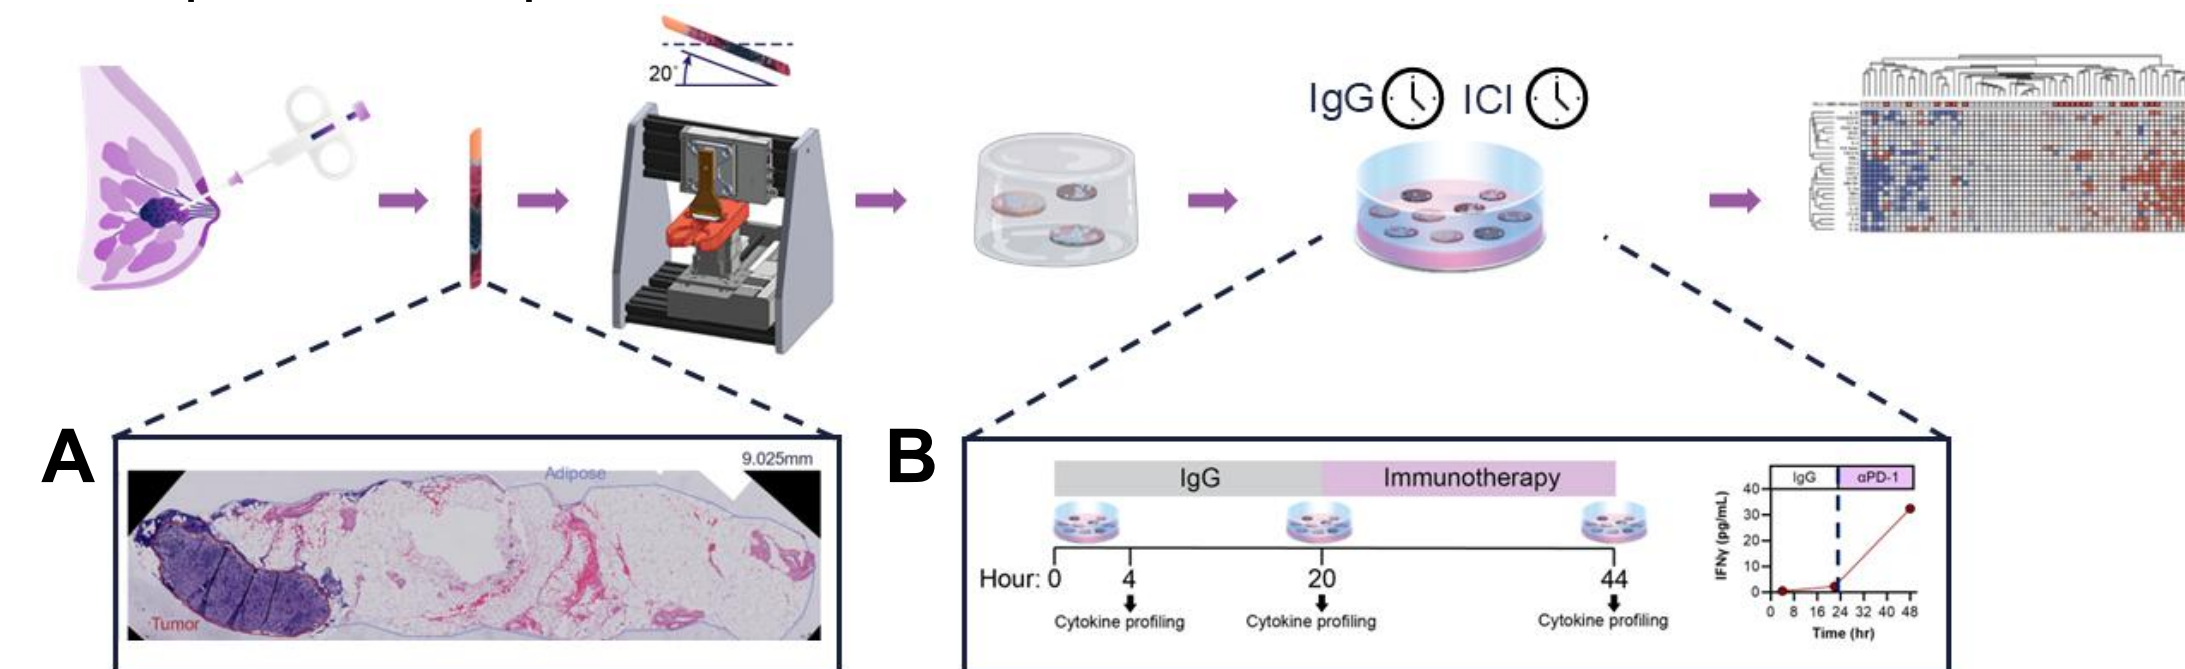 20°
IgG ICI
A
9.025mm
Adipose
Tumor
B
IgG Immunotherapy
Hour: 0 4 20 44
Cytokine profiling Cytokine profiling Cytokine profiling
IgG αPD-1
IFNγ (pg/mL)
40
30
20
10
0
0 8 16 24 32 40 48
Time (hr)